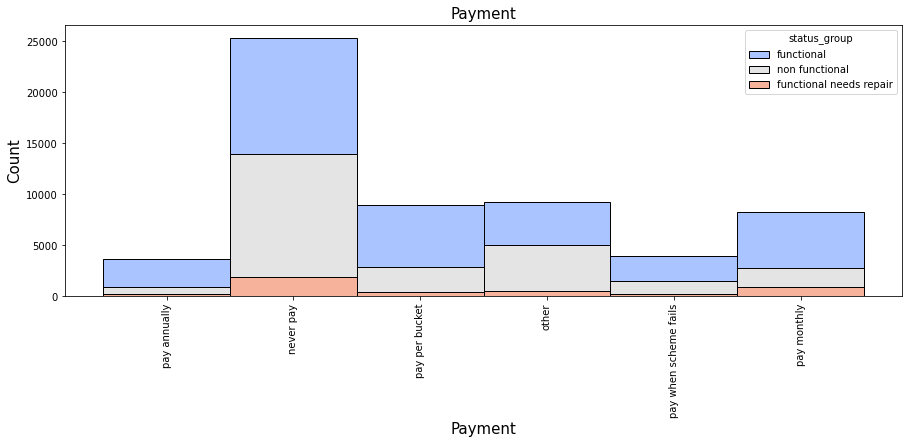 Payment
status_group
functional
non functional
functional needs repair
Count
25000
20000
15000
10000
5000
0
pay annually
never pay
pay per bucket
other
pay when scheme fails
pay monthly
Payment